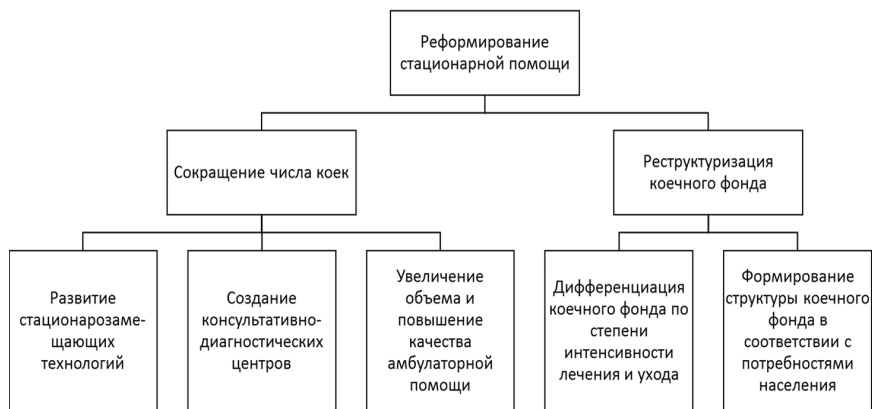 Реформирование
стационарной помощи
Сокращение числа коек
Реструктуризация
коечного фонда
Развитие
стационарозаме-
щающих
технологий
Создание
консультативно-
диагностических
центров
Увеличение
объема и
повышение
качества
амбулаторной
помощи
Дифференциация
коечного фонда по
степени
интенсивности
лечения и ухода
Формирование
структуры коечного
фонда в
соответствии с
потребностями
населения